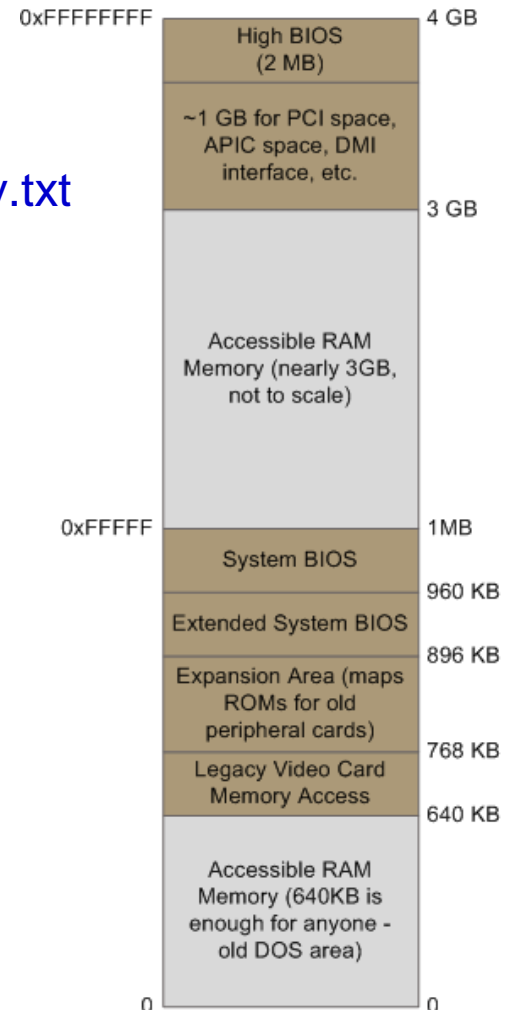 0xFFFFFFFF
4 GB
High BIOS
(2 MB)
~1 GB for PCI space,
APIC space, DMI
interface, etc.
.txt
3 GB
Accessible RAM
Memory (nearly 3GB,
not to scale)
0xFFFFF
1MB
System BIOS
960 KB
Extended System BIOS
896 KB
Expansion Area (maps
ROMs for old
peripheral cards)
768 KB
Legacy Video Card
Memory Access
640 KB
Accessible RAM
Memory (640KB is
enough for anyone -
old DOS area)
0
0